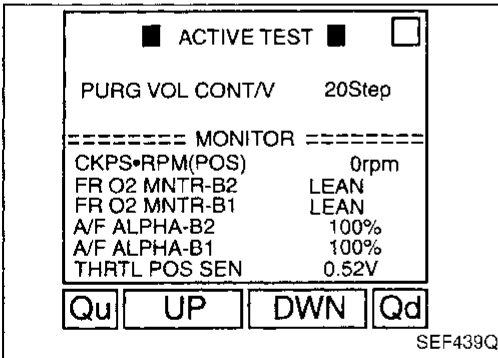 ■ ACTIVE TEST ■
PURG VOL CONT/V 20Step
======== MONITOR ========
CKPS•RPM(POS) 0rpm
FR O2 MNTR-B2 LEAN
FR O2 MNTR-B1 LEAN
A/F ALPHA-B2 100%
A/F ALPHA-B1 100%
THRTL POS SEN 0.52V
Qu UP DWN Qd
SEF439Q